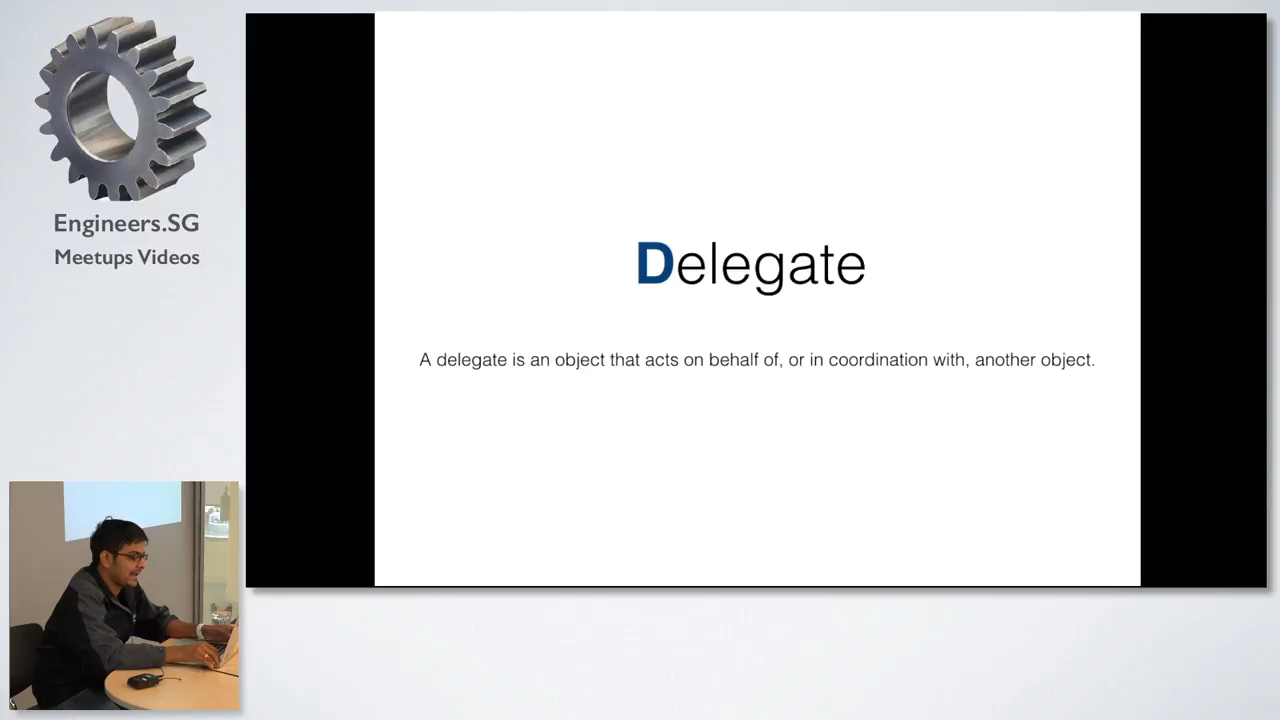 Engineers.SG
Meetups Videos
Delegate
A delegate is an object that acts on behalf of, or in coordination with, another object.